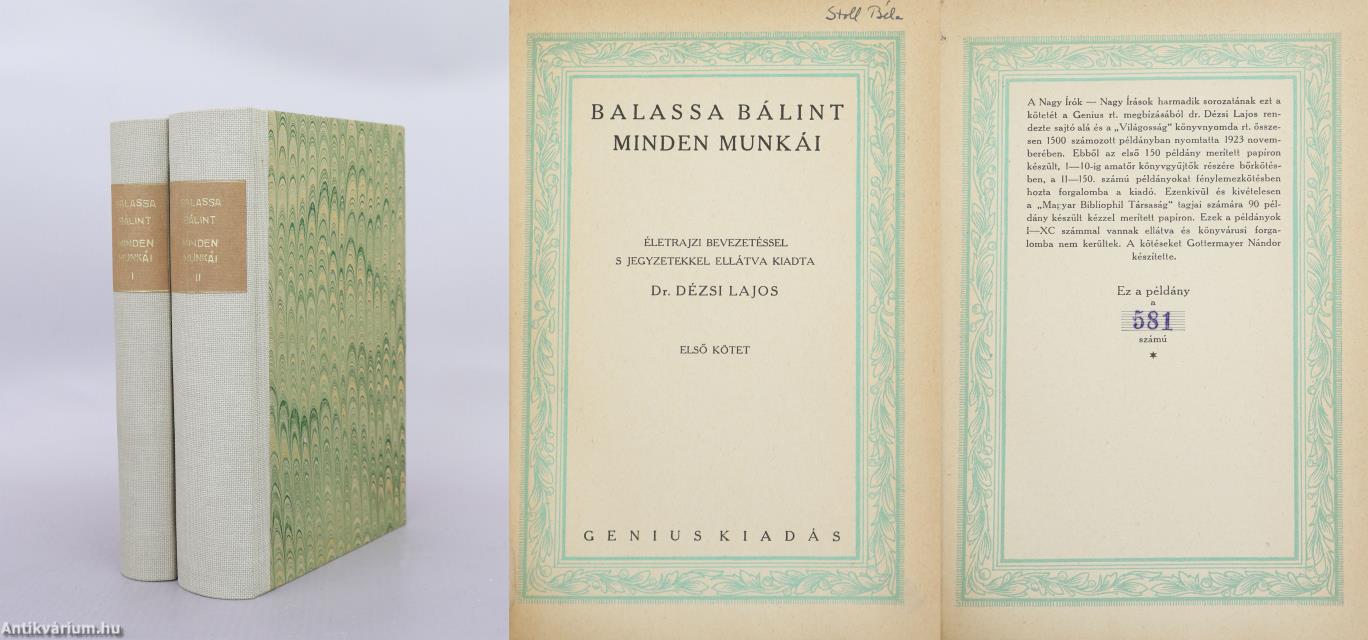 BALASSA
BÁLINT
MINDEN
MUNKÁI
I
BALASSA
BÁLINT
MINDEN
MUNKÁI
II
Stoll Béla
BALASSA BÁLINT
MINDEN MUNKÁI
ÉLETRAJZI BEVEZETÉSSEL
S JEGYZETEKKEL ELLÁTVA KIADTA
Dr. DÉZSI LAJOS
ELSŐ KÖTET
GENIUS KIADÁS
A Nagy Írók — Nagy Írások harmadik sorozatának ezt a
kötetét a Genius rt. megbízásából dr. Dézsi Lajos ren-
dezte sajtó alá és a „Világosság“ könyvnyomda rt. össze-
sen 1500 számozott példányban nyomtatta 1923 novem-
berében. Ebből az első 150 példány merített papíron
készült, 1—10-ig amatőr könyvgyűjtők részére bőrkötés-
ben, a 11—150. számú példányokat fénylemezkötésben
hozta forgalomba a kiadó. Ezenkívül és kivételesen
a „Magyar Bibliophil Társaság“ tagjai számára 90 pél-
dány készült kézzel merített papíron. Ezek a példányok
I—XC számmal vannak ellátva és könyvárusi forga-
lomba nem kerültek. A kötéseket Gottermayer Nándor
készítette.
Ez a példány
a
581
számú
Antikvárium.hu